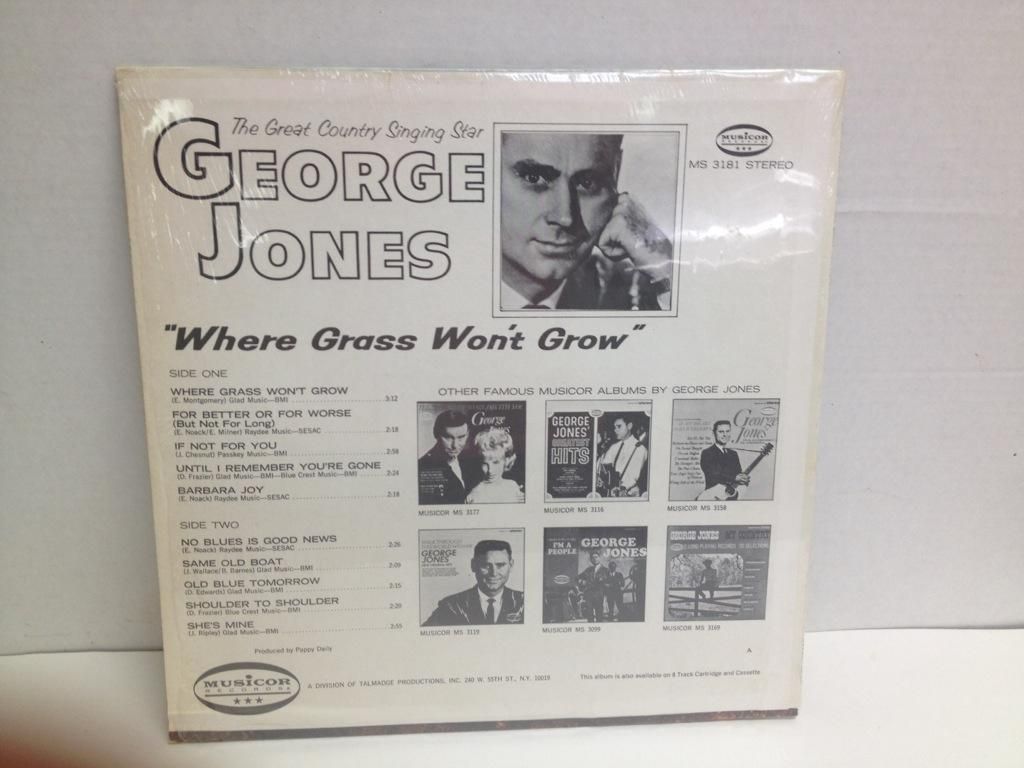 The Great Country Singing Star
GEORGE
JONES
MUSICOR
RECORDS
MS 3181 STEREO
"Where Grass Won't Grow"
SIDE ONE
WHERE GRASS WON'T GROW
(E. Montgomery) Glad Music—BMI 3:12
FOR BETTER OR FOR WORSE
(But Not For Long)
(E. Noack/E. Milner) Raydee Music—SESAC 2:18
IF NOT FOR YOU
(J. Chesnut) Passkey Music—BMI 2:58
UNTIL I REMEMBER YOU'RE GONE
(D. Frazier) Glad Music—BMI—Blue Crest Music—BMI 2:24
BARBARA JOY
(E. Noack) Raydee Music—SESAC 2:18
SIDE TWO
NO BLUES IS GOOD NEWS
(E. Noack) Raydee Music—SESAC 2:26
SAME OLD BOAT
(J. Wallace/B. Barnes) Glad Music—BMI 2:09
OLD BLUE TOMORROW
(D. Edwards) Glad Music—BMI 2:15
SHOULDER TO SHOULDER
(D. Frazier) Blue Crest Music—BMI 2:20
SHE'S MINE
(J. Ripley) Glad Music—BMI 2:55
Produced by Pappy Daily
OTHER FAMOUS MUSICOR ALBUMS BY GEORGE JONES
George
Jones
MUSICOR MS 3177
GEORGE
JONES'
GREATEST
HITS
MUSICOR MS 3116
George
Jones
MUSICOR MS 3158
GEORGE
JONES
MUSICOR MS 3119
I'M A
PEOPLE
GEORGE
JONES
MUSICOR MS 3099
GEORGE JONES MY COUNTRY
MUSICOR MS 3169
A
MUSICOR
RECORDS
A DIVISION OF TALMADGE PRODUCTIONS, INC. 240 W. 55TH ST., N.Y. 10019
This album is also available on 8 Track Cartridge and Cassette